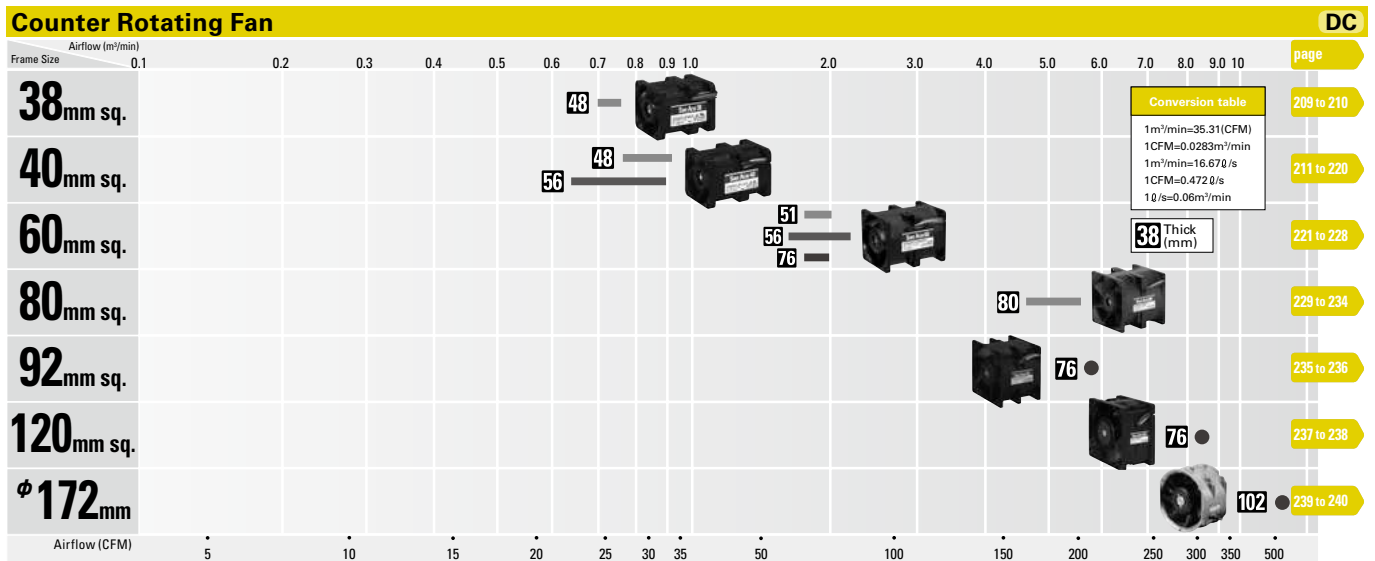 Counter Rotating Fan
DC
Airflow (m³/min)
Frame Size
0.1 0.2 0.3 0.4 0.5 0.6 0.7 0.8 0.9 1.0 2.0 3.0 4.0 5.0 6.0 7.0 8.0 9.0 10
page
38mm sq.
48
209 to 210
Conversion table
1m³/min=35.31(CFM)
1CFM=0.0283m³/min
1m³/min=16.67ℓ/s
1CFM=0.472ℓ/s
1ℓ/s=0.06m³/min
38 Thick
(mm)
40mm sq.
48
56
211 to 220
60mm sq.
51
56
76
221 to 228
80mm sq.
80
229 to 234
92mm sq.
76
235 to 236
120mm sq.
76
237 to 238
φ172mm
102
239 to 240
Airflow (CFM)
5 10 15 20 25 30 35 50 100 150 200 250 300 350 500